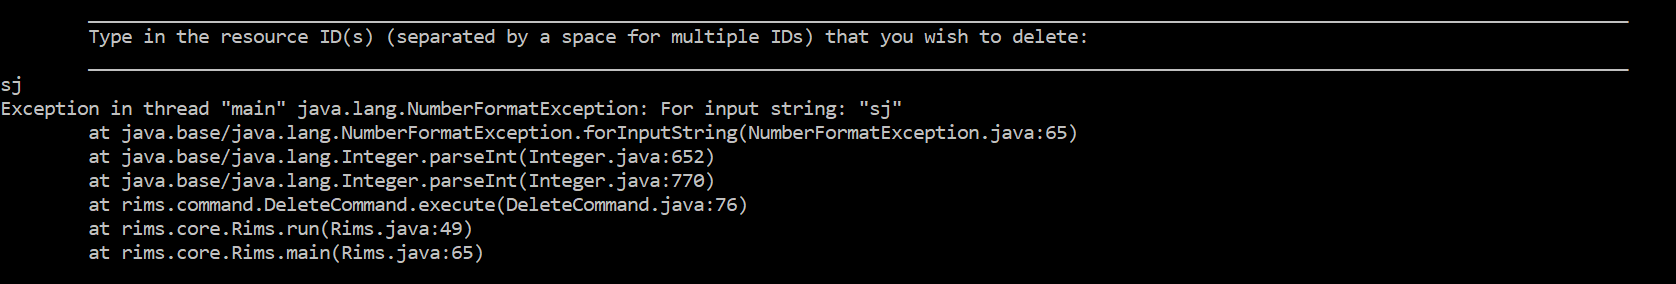 Type in the resource ID(s) (separated by a space for multiple IDs) that you wish to delete:
sj
Exception in thread "main" java.lang.NumberFormatException: For input string: "sj"
at java.base/java.lang.NumberFormatException.forInputString(NumberFormatException.java:65)
at java.base/java.lang.Integer.parseInt(Integer.java:652)
at java.base/java.lang.Integer.parseInt(Integer.java:770)
at rims.command.DeleteCommand.execute(DeleteCommand.java:76)
at rims.core.Rims.run(Rims.java:49)
at rims.core.Rims.main(Rims.java:65)